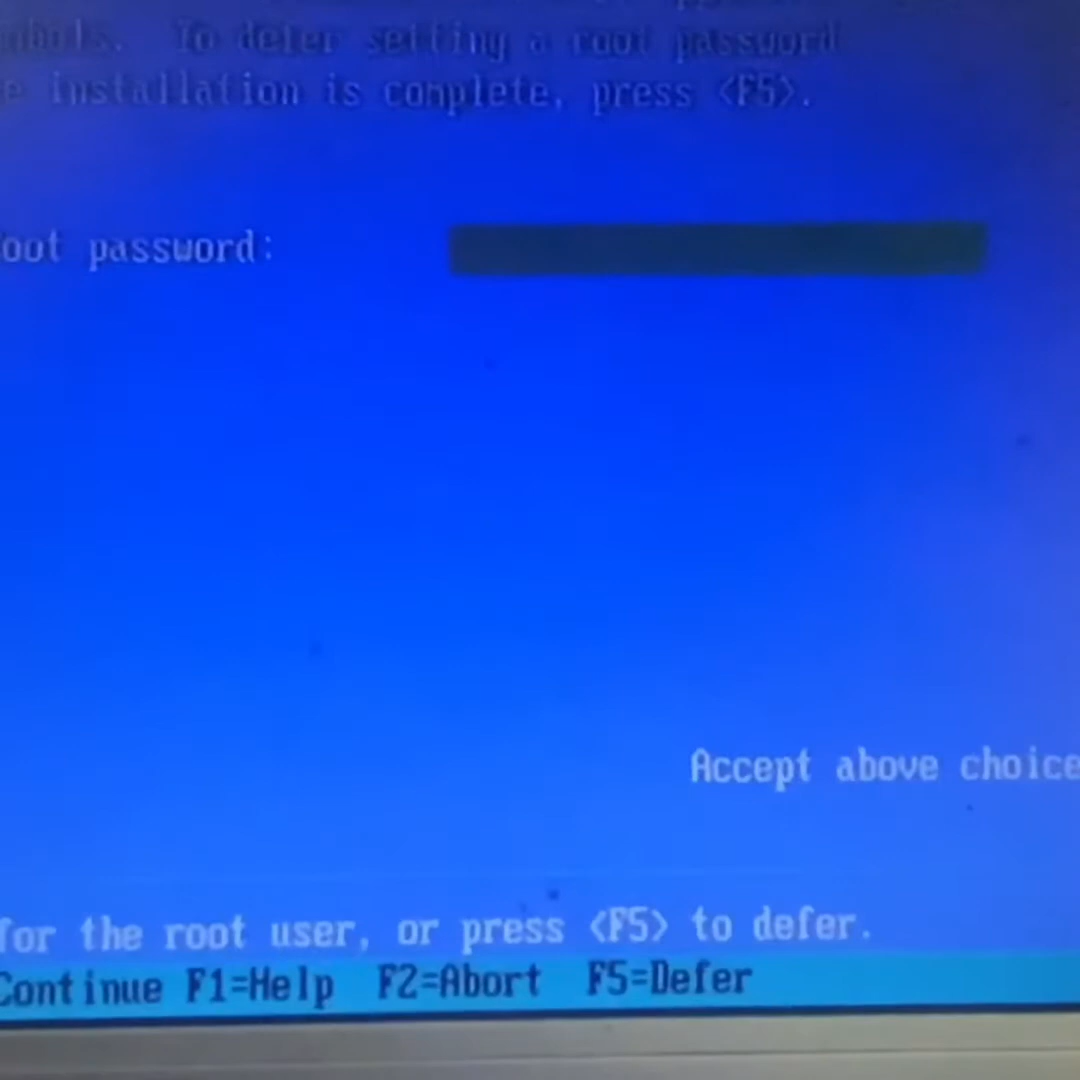 To defer setting a root password
e installation is complete, press <F5>.
oot password:
Accept above choice
for the root user, or press <F5> to defer.
Continue F1=Help F2=Abort F5=Defer